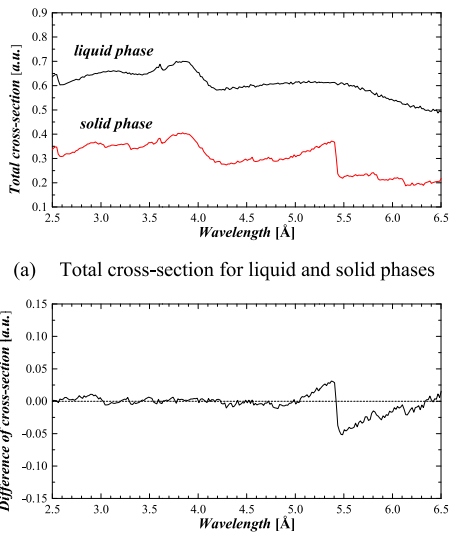 0.9
0.8
0.7
0.6
0.5
0.4
0.3
0.2
0.1
Total cross-section [a.u.]
liquid phase
solid phase
2.5 3.0 3.5 4.0 4.5 5.0 5.5 6.0 6.5
Wavelength [Å]
(a) Total cross-section for liquid and solid phases
0.15
0.10
0.05
0.00
-0.05
-0.10
-0.15
Difference of cross-section [a.u.]
2.5 3.0 3.5 4.0 4.5 5.0 5.5 6.0 6.5
Wavelength [Å]